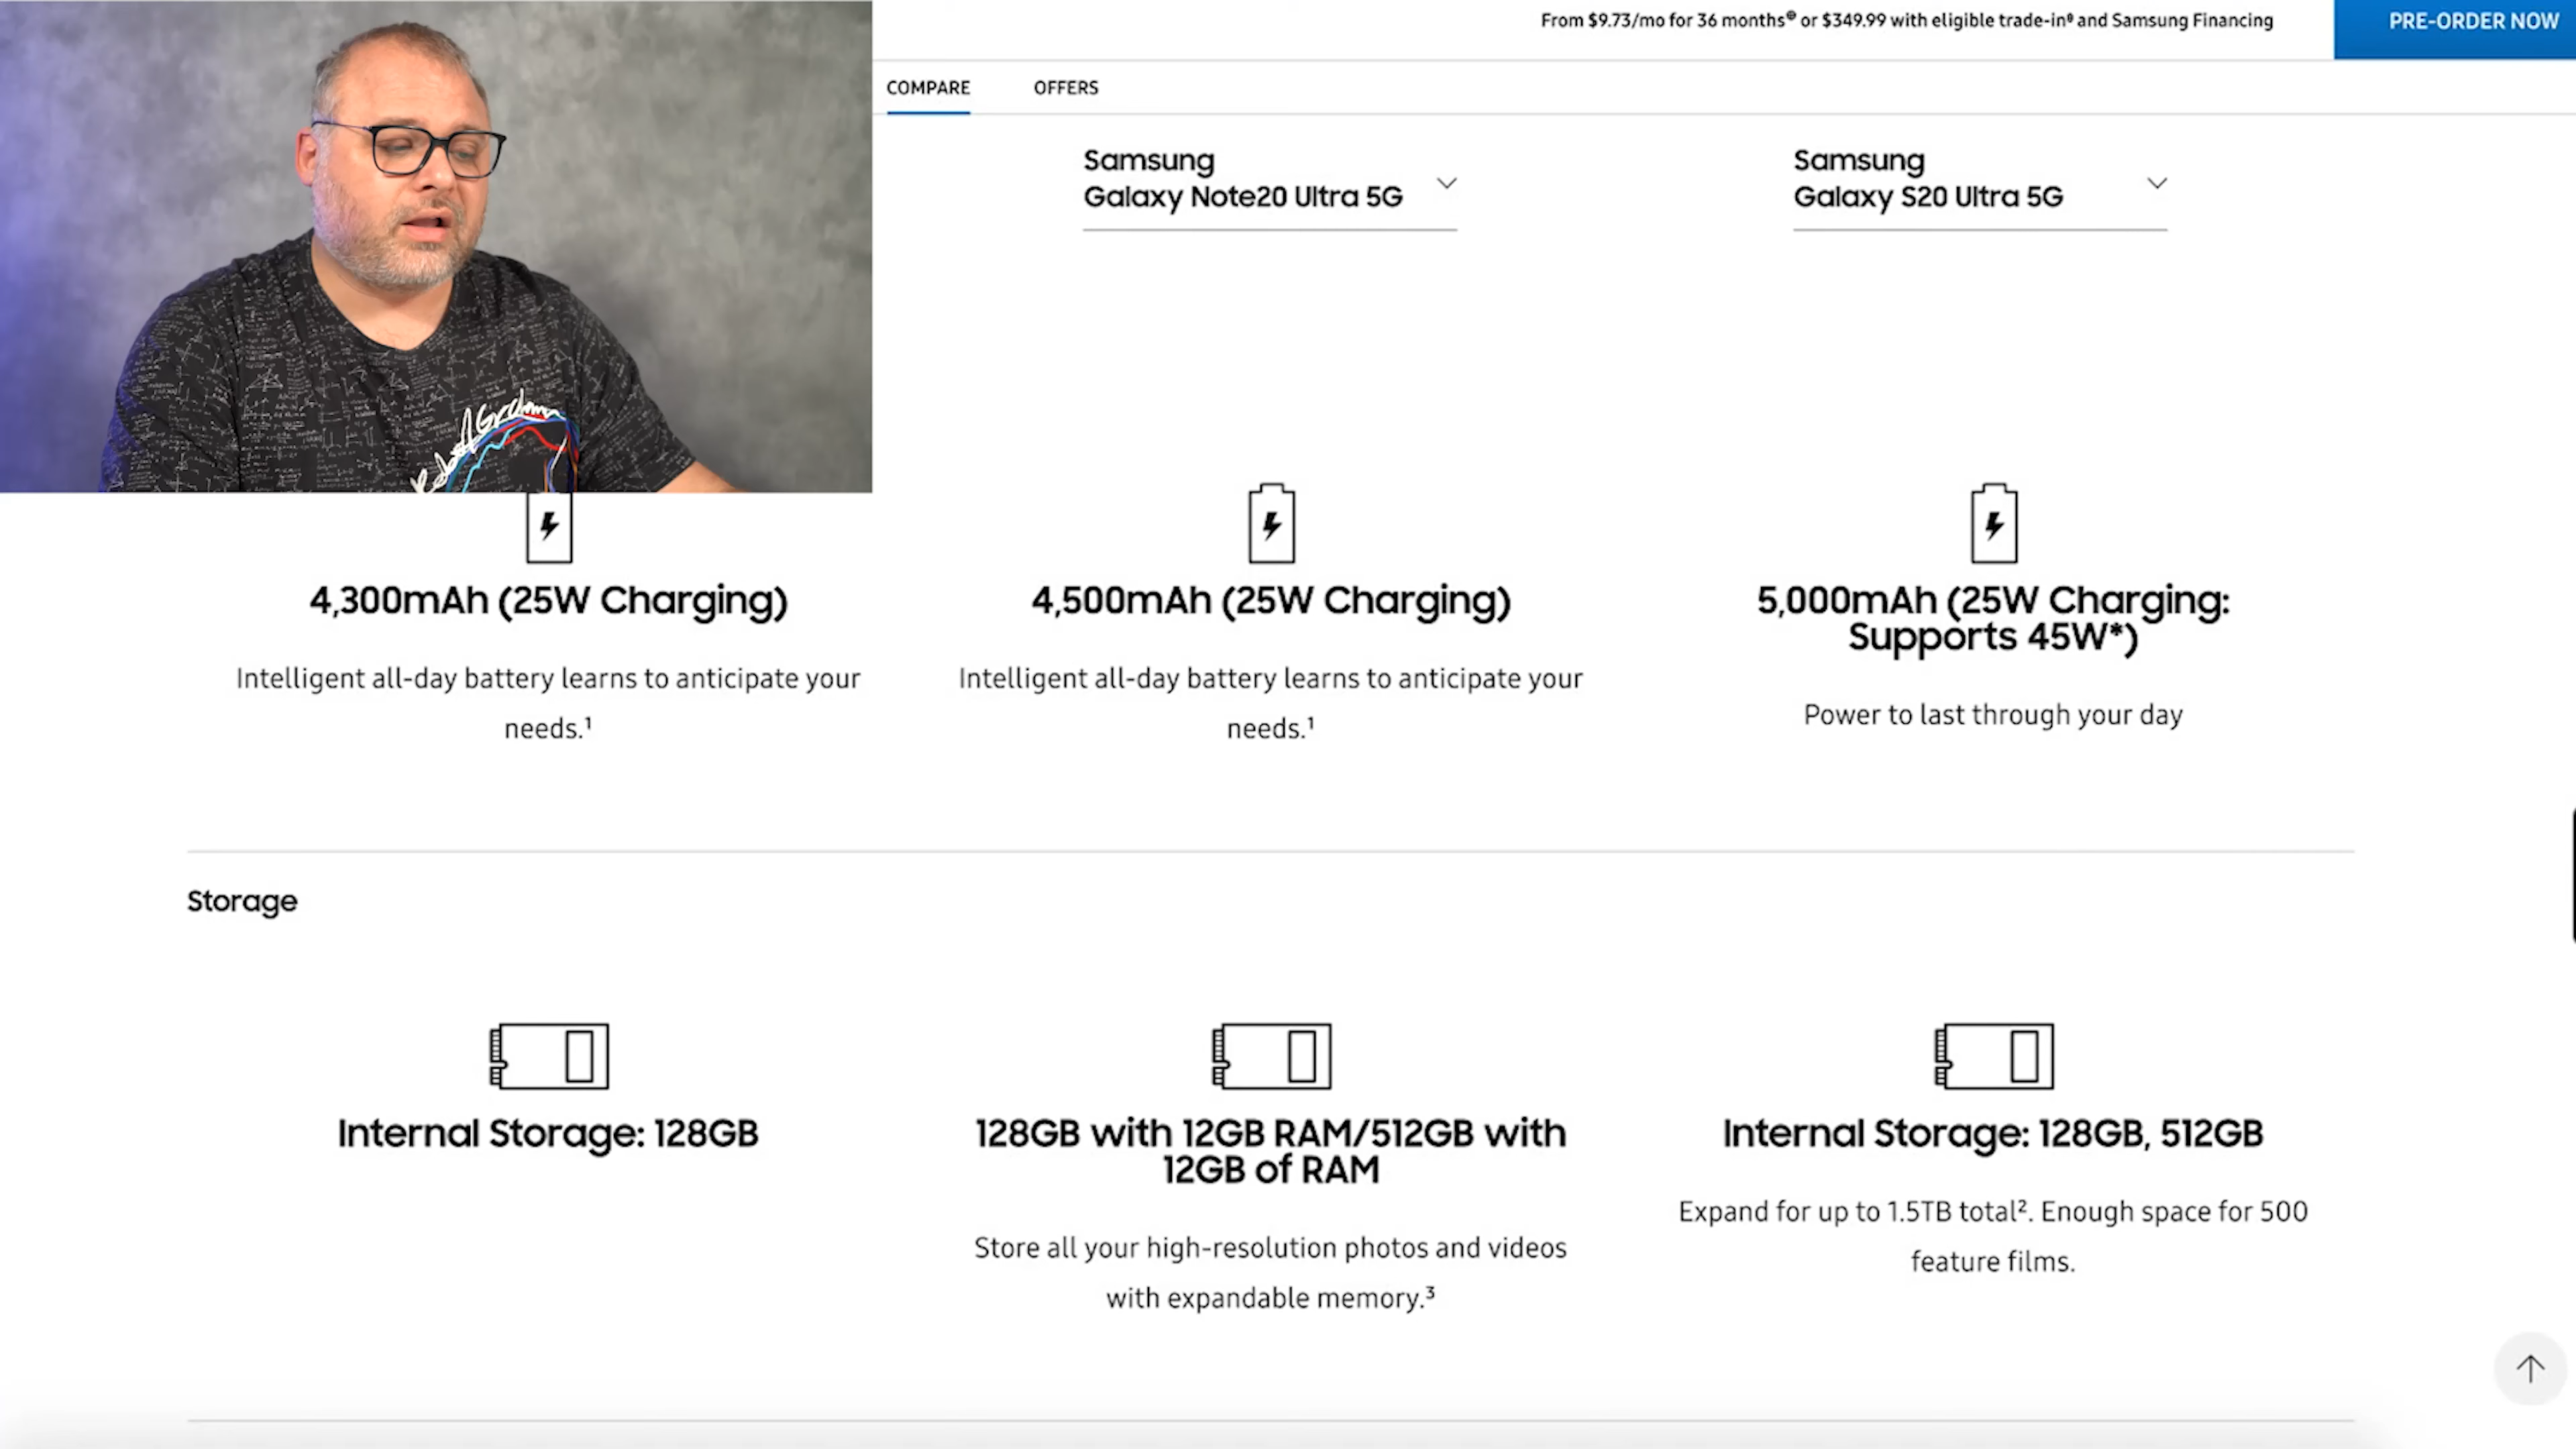 From $9.73/mo for 36 months⊕ or $349.99 with eligible trade-in and Samsung Financing
PRE-ORDER NOW
COMPARE
OFFERS
Samsung
Galaxy Note20 Ultra 5G
Samsung
Galaxy S20 Ultra 5G
4,300mAh (25W Charging)
Intelligent all-day battery learns to anticipate your
needs.¹
4,500mAh (25W Charging)
Intelligent all-day battery learns to anticipate your
needs.¹
5,000mAh (25W Charging:
Supports 45W*)
Power to last through your day
Storage
Internal Storage: 128GB
128GB with 12GB RAM/512GB with
12GB of RAM
Store all your high-resolution photos and videos
with expandable memory.³
Internal Storage: 128GB, 512GB
Expand for up to 1.5TB total². Enough space for 500
feature films.